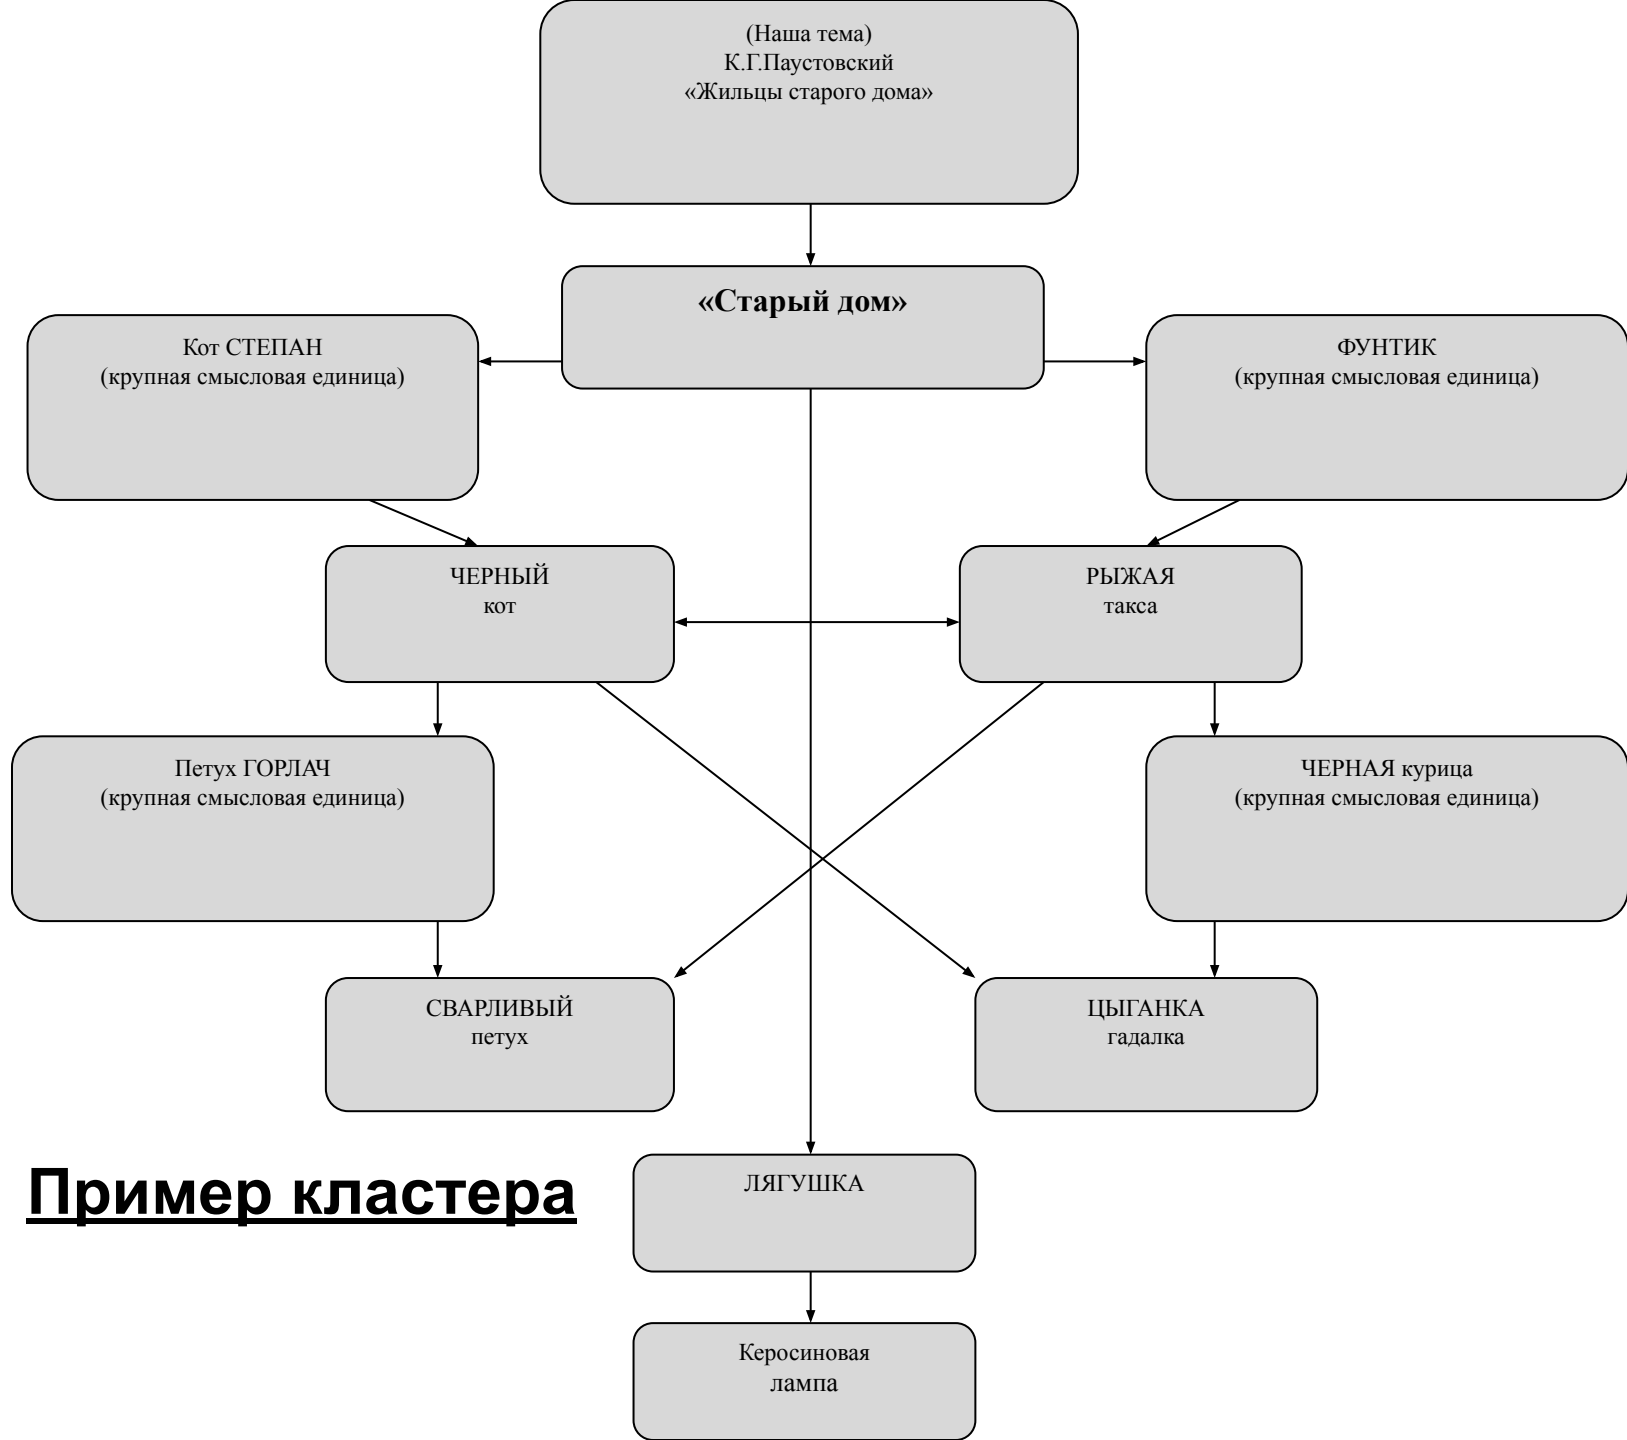 (Наша тема)
К.Г.Паустовский
«Жильцы старого дома»
«Старый дом»
Кот СТЕПАН
(крупная смысловая единица)
ФУНТИК
(крупная смысловая единица)
ЧЕРНЫЙ
кот
РЫЖАЯ
такса
Петух ГОРЛАЧ
(крупная смысловая единица)
ЧЕРНАЯ курица
(крупная смысловая единица)
СВАРЛИВЫЙ
петух
ЦЫГАНКА
гадалка
ЛЯГУШКА
Пример кластера
Керосиновая
лампа